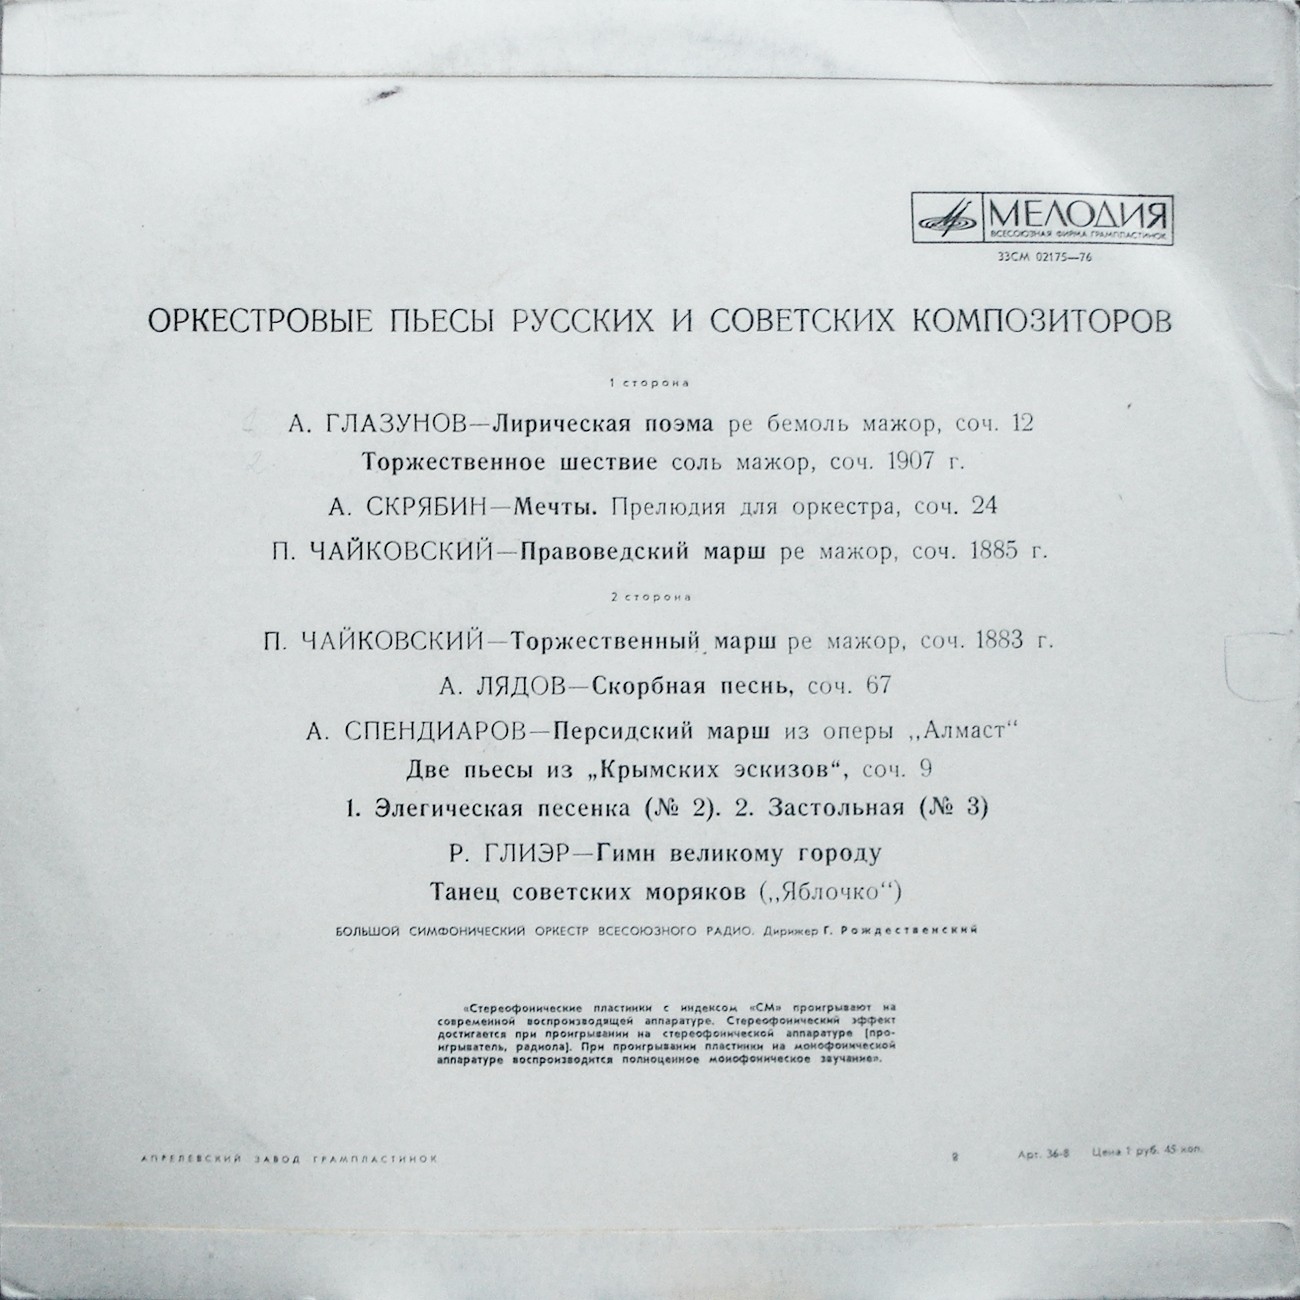 МЕЛОДИЯ
ВСЕСОЮЗНАЯ ФИРМА ГРАМПЛАСТИНОК
33СМ 02175—76
ОРКЕСТРОВЫЕ ПЬЕСЫ РУССКИХ И СОВЕТСКИХ КОМПОЗИТОРОВ
1 сторона
А. ГЛАЗУНОВ—Лирическая поэма ре бемоль мажор, соч. 12
Торжественное шествие соль мажор, соч. 1907 г.
А. СКРЯБИН—Мечты. Прелюдия для оркестра, соч. 24
П. ЧАЙКОВСКИЙ—Правоведский марш ре мажор, соч. 1885 г.
2 сторона
П. ЧАЙКОВСКИЙ—Торжественный марш ре мажор, соч. 1883 г.
А. ЛЯДОВ—Скорбная песнь, соч. 67
А. СПЕНДИАРОВ—Персидский марш из оперы „Алмаст“
Две пьесы из „Крымских эскизов“, соч. 9
1. Элегическая песенка (№ 2). 2. Застольная (№ 3)
Р. ГЛИЭР—Гимн великому городу
Танец советских моряков („Яблочко“)
БОЛЬШОЙ СИМФОНИЧЕСКИЙ ОРКЕСТР ВСЕСОЮЗНОГО РАДИО. Дирижер Г. Рождественский
«Стереофонические пластинки с индексом «СМ» проигрывают на
современной воспроизводящей аппаратуре. Стереофонический эффект
достигается при проигрывании на стереофонической аппаратуре (про-
игрыватель, радиола). При проигрывании пластинки на монофонической
аппаратуре воспроизводится полноценное монофоническое звучание».
АПРЕЛЕВСКИЙ ЗАВОД ГРАМПЛАСТИНОК
Арт. 36-8 Цена 1 руб. 45 коп.